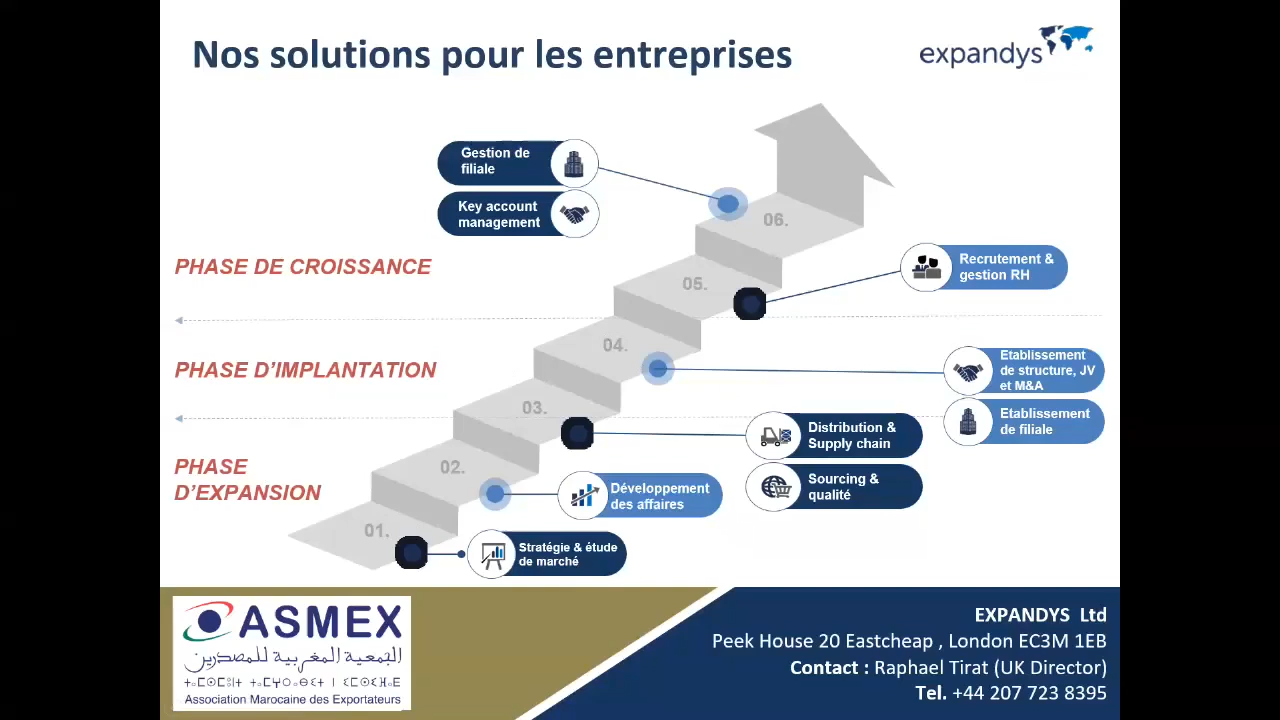 Nos solutions pour les entreprises
expandys
Gestion de
filiale
Key account
management
06.
PHASE DE CROISSANCE
Recrutement &
gestion RH
05.
04.
PHASE D'IMPLANTATION
Etablissement
de structure, JV
et M&A
Etablissement
de filiale
03.
Distribution &
Supply chain
Sourcing &
qualité
PHASE
D'EXPANSION
02.
Développement
des affaires
01.
Stratégie & étude
de marché
ASMEX
الجمعية المغربية للمصدرين
Association Marocaine des Exportateurs
EXPANDYS Ltd
Peek House 20 Eastcheap , London EC3M 1EB
Contact : Raphael Tirat (UK Director)
Tel. +44 207 723 8395